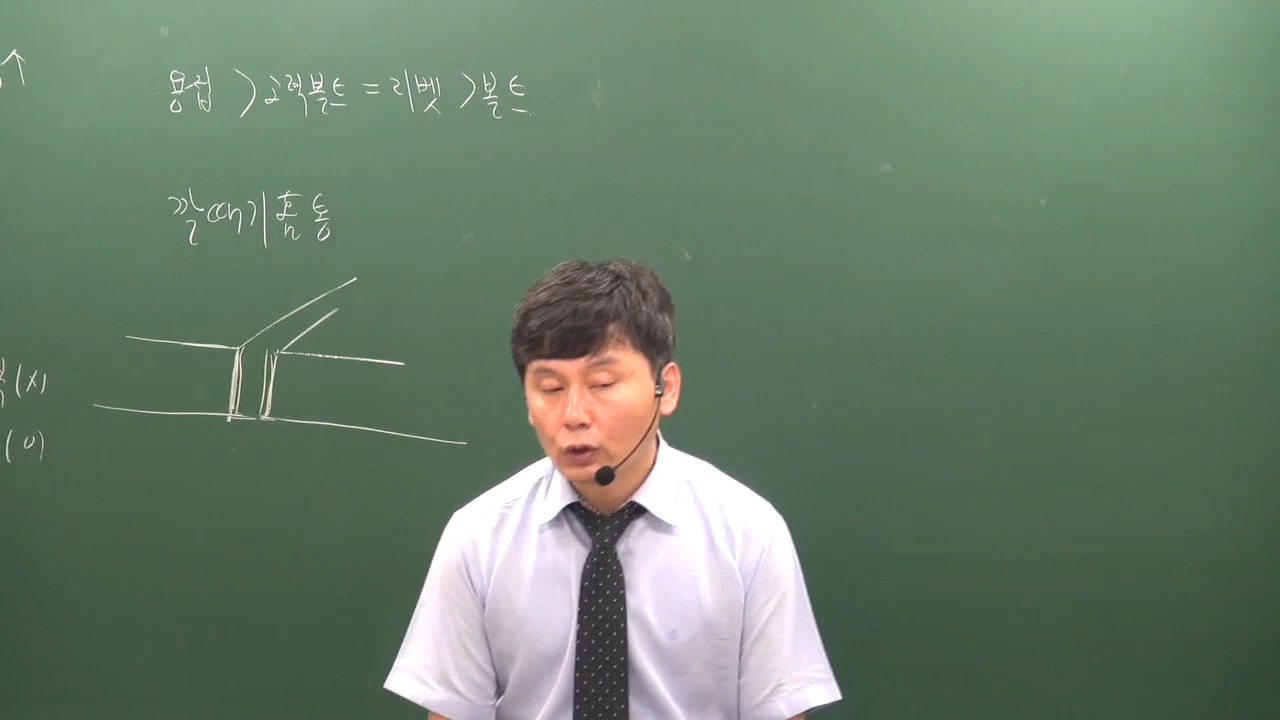 용접 > 고력볼트 = 리벳 > 볼트
깔때기홈통
(x)
(o)